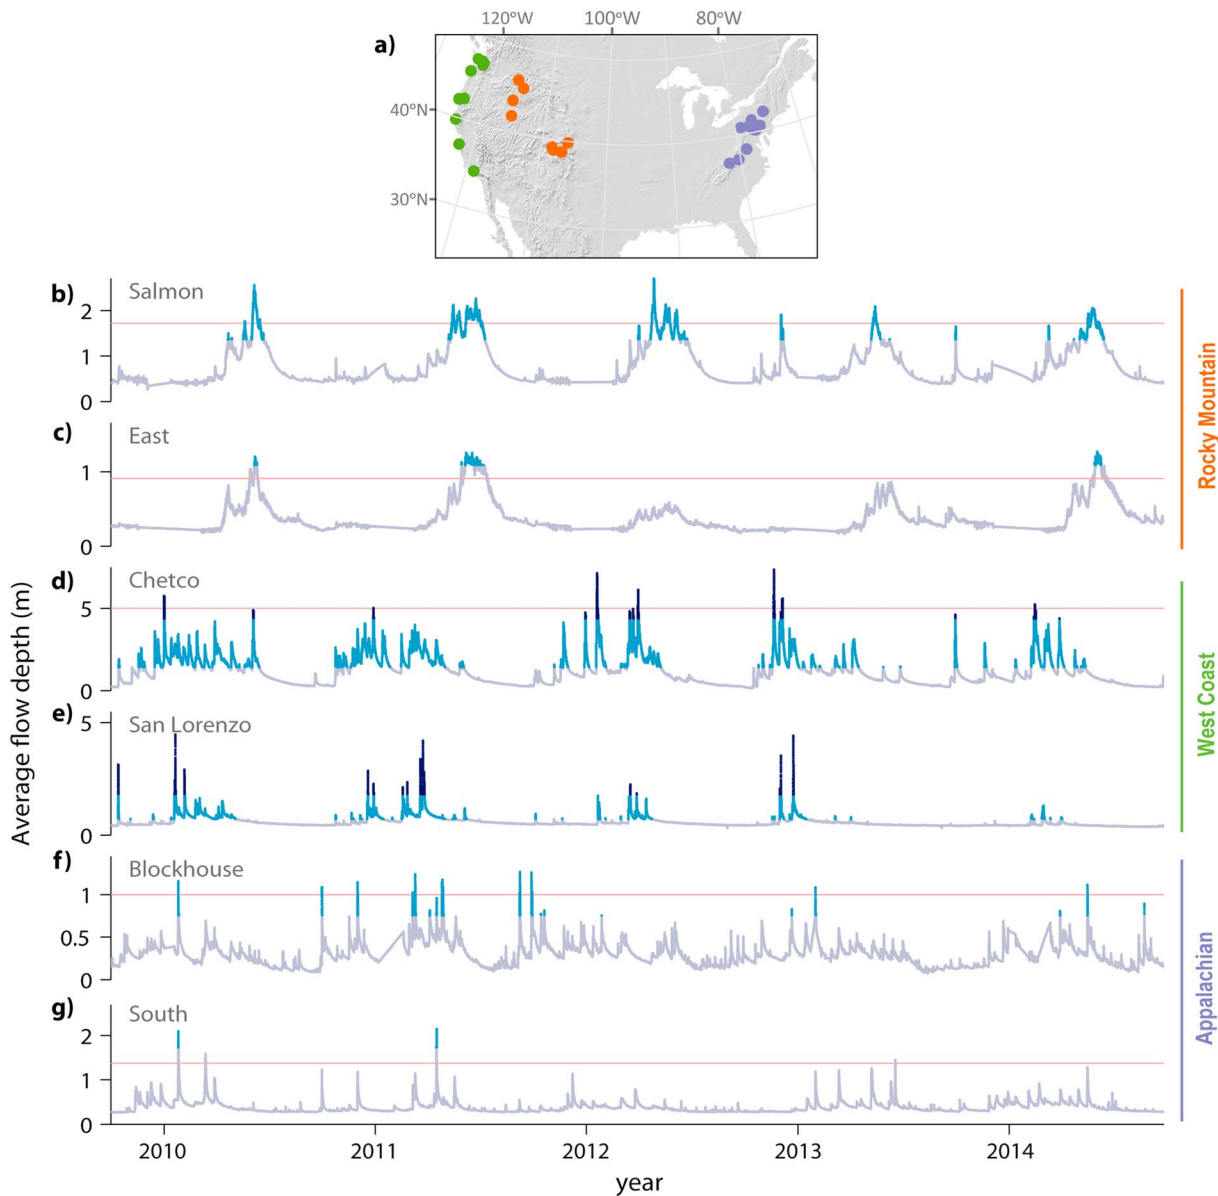 120°W 100°W 80°W
a)
40°N
30°N
b) Salmon
2
1
0
c) East
1
0
Rocky Mountain
d) Chetco
5
0
e) San Lorenzo
5
0
West Coast
Average flow depth (m)
f) Blockhouse
1
0.5
0
g) South
2
1
0
Appalachian
2010 2011 2012 2013 2014
year